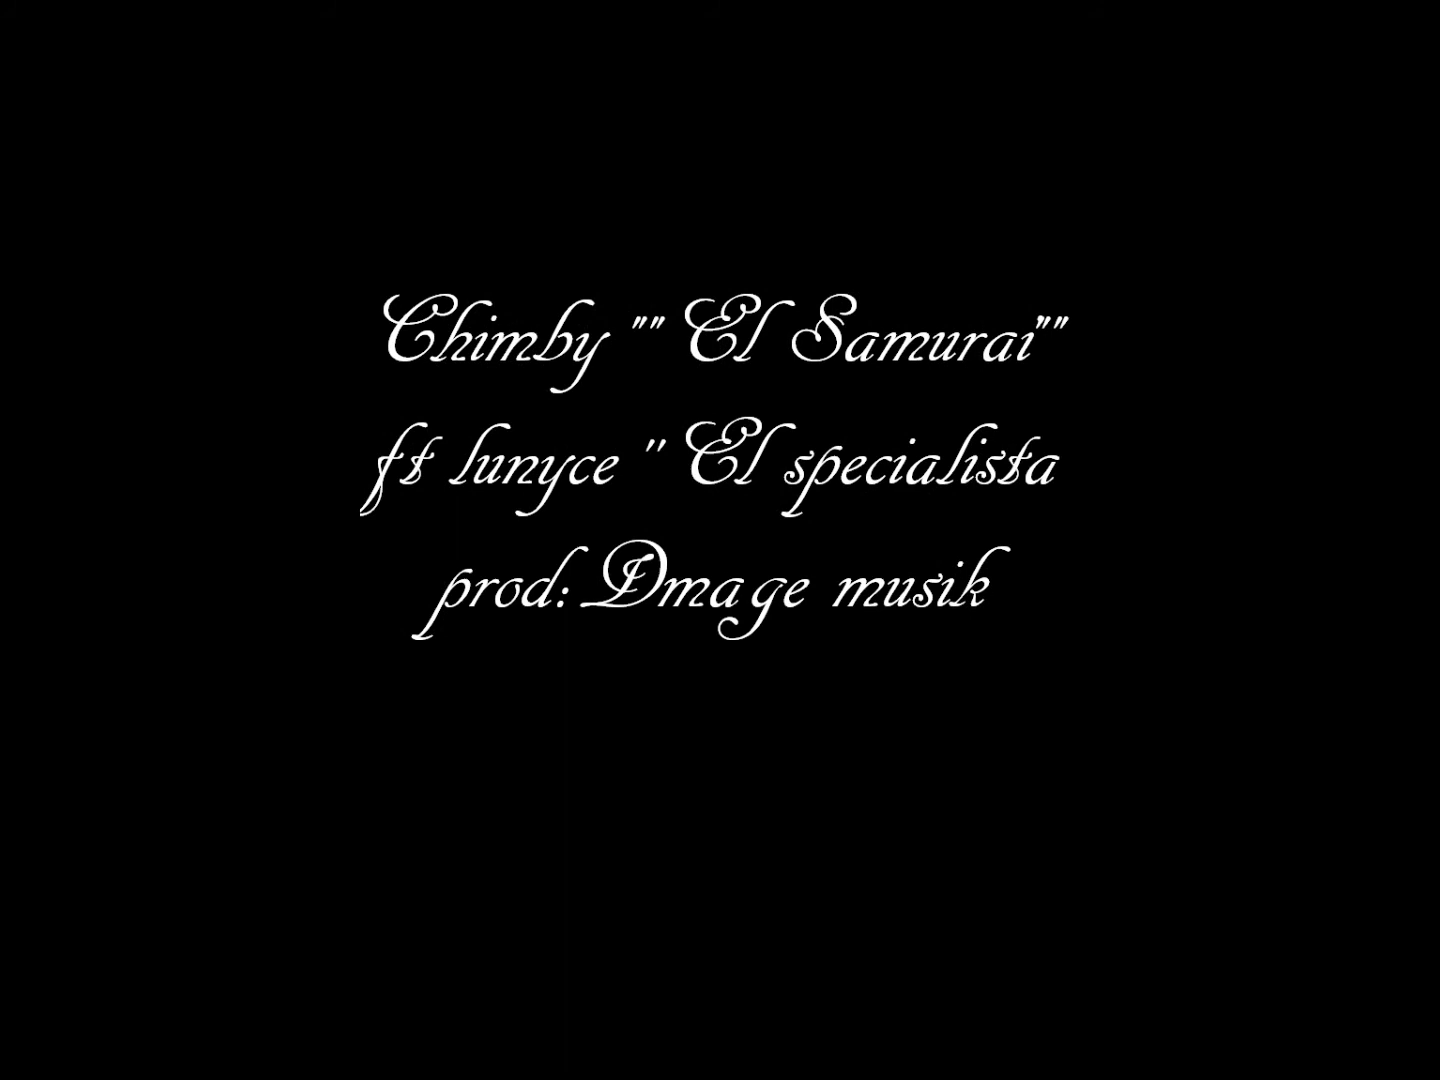 Chimby "" El Samurai""
ft lunyce " El specialista
prod: Dmage musik